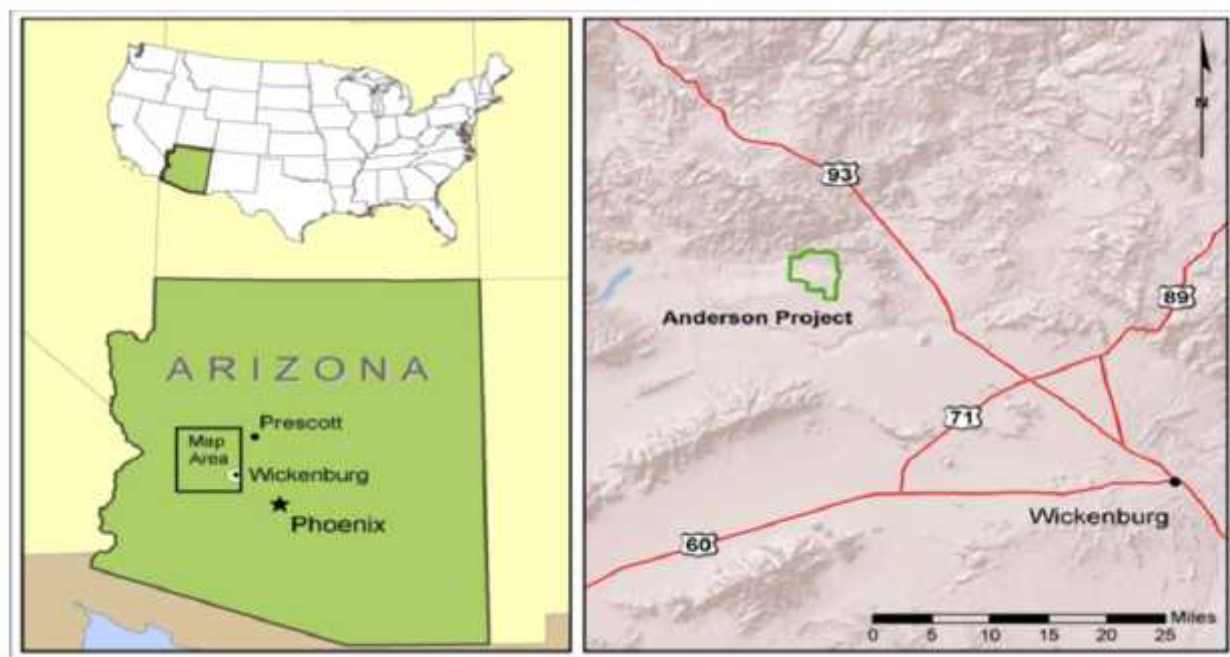 ARIZONA
Prescott
Map
Area
Wickenburg
Phoenix
N
93
Anderson Project
89
71
Wickenburg
60
Miles
0 5 10 15 20 25